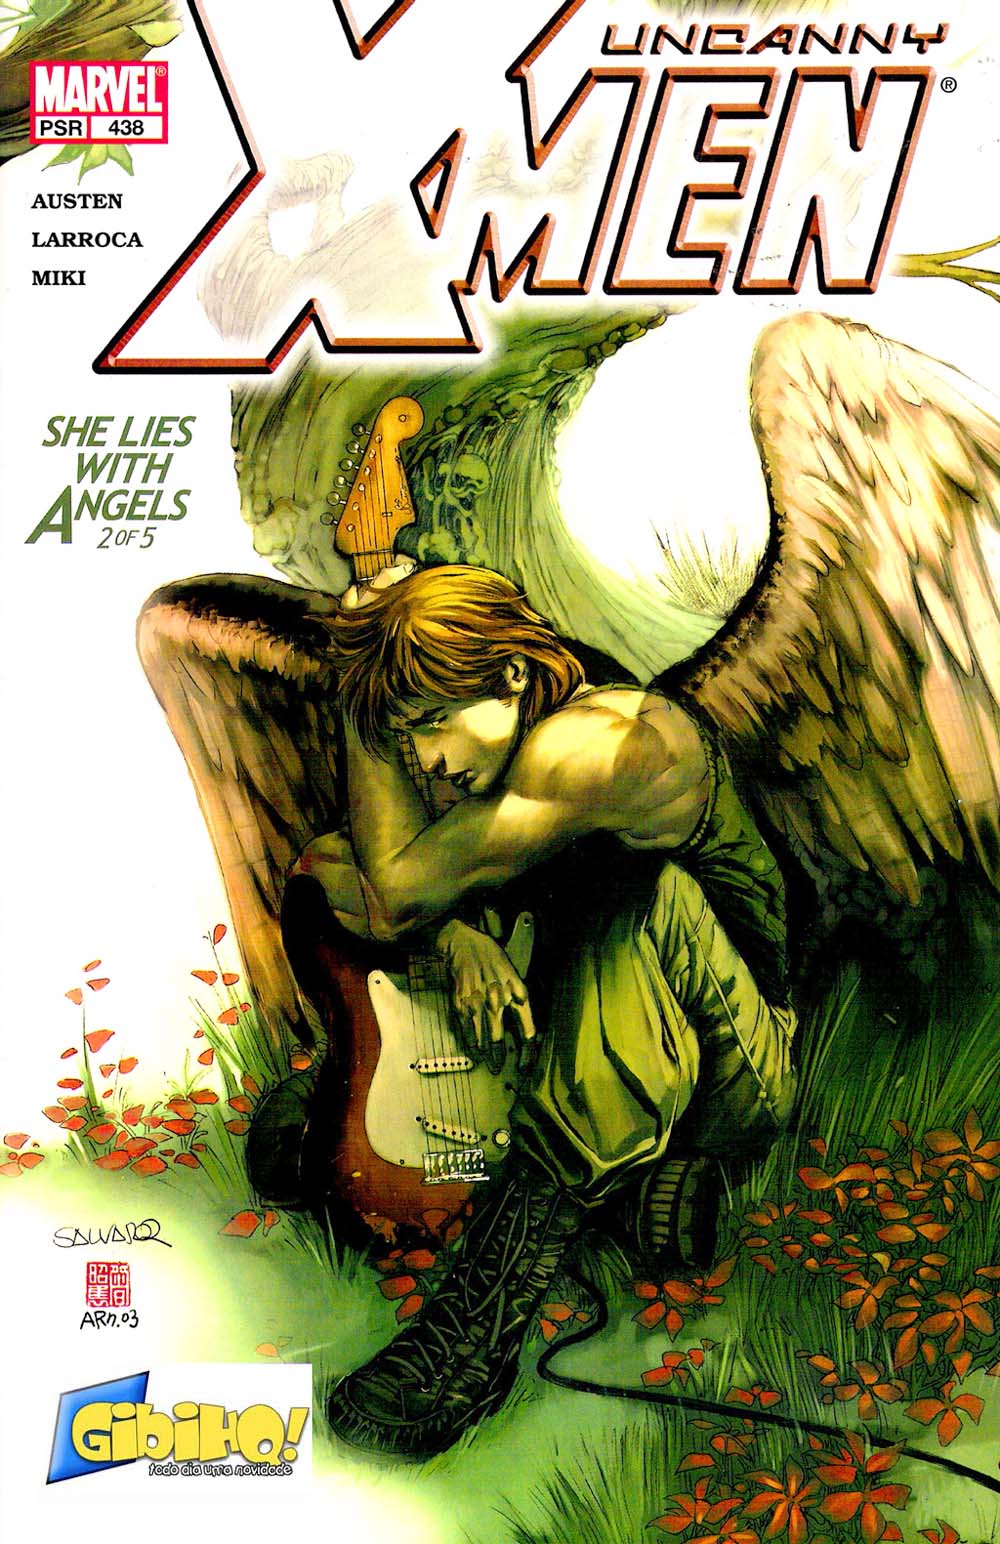 UNCANNY
X-MEN®
MARVEL®
PSR 438
AUSTEN
LARROCA
MIKI
SHE LIES
WITH
ANGELS
2 OF 5
SALVADOR
ARn.03
GibiHQ!
todo dia uma novidade